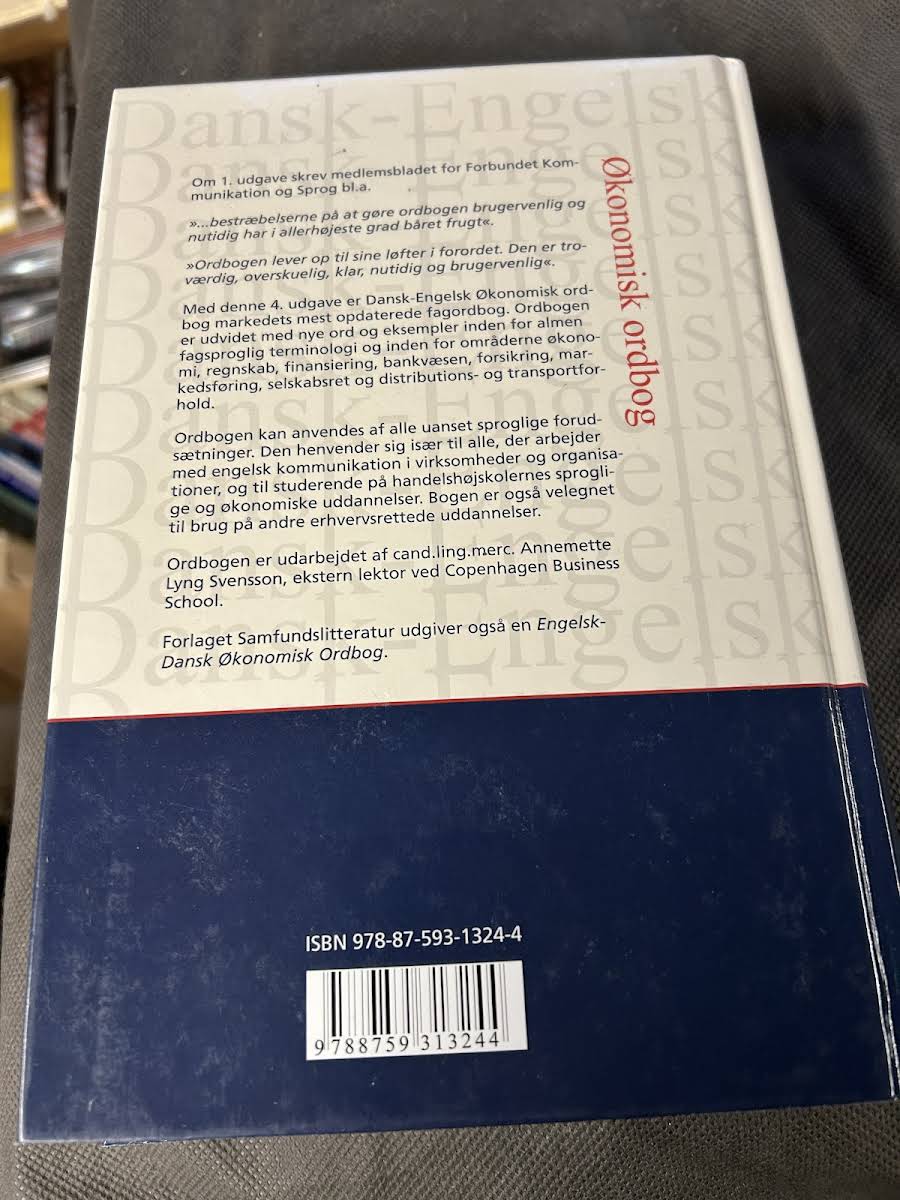 Dansk-Engelsk
Dansk-Engelsk
Økonomisk ordbog
Om 1. udgave skrev medlemsbladet for Forbundet Kom-
munikation og Sprog bl.a.
»...bestræbelserne på at gøre ordbogen brugervenlig og
nutidig har i allerhøjeste grad båret frugt«.
»Ordbogen lever op til sine løfter i forordet. Den er tro-
værdig, overskuelig, klar, nutidig og brugervenlig«.
Med denne 4. udgave er Dansk-Engelsk Økonomisk ord-
bog markedets mest opdaterede fagordbog. Ordbogen
er udvidet med nye ord og eksempler inden for almen
fagsproglig terminologi og inden for områderne økono-
mi, regnskab, finansiering, bankvæsen, forsikring, mar-
kedsføring, selskabsret og distributions- og transportfor-
hold.
Ordbogen kan anvendes af alle uanset sproglige forud-
sætninger. Den henvender sig især til alle, der arbejder
med engelsk kommunikation i virksomheder og organisa-
tioner, og til studerende på handelshøjskolernes sprogli-
ge og økonomiske uddannelser. Bogen er også velegnet
til brug på andre erhvervsrettede uddannelser.
Ordbogen er udarbejdet af cand.ling.merc. Annemette
Lyng Svensson, ekstern lektor ved Copenhagen Business
School.
Forlaget Samfundslitteratur udgiver også en Engelsk-
Dansk Økonomisk Ordbog.
ISBN 978-87-593-1324-4
9 788759 313244